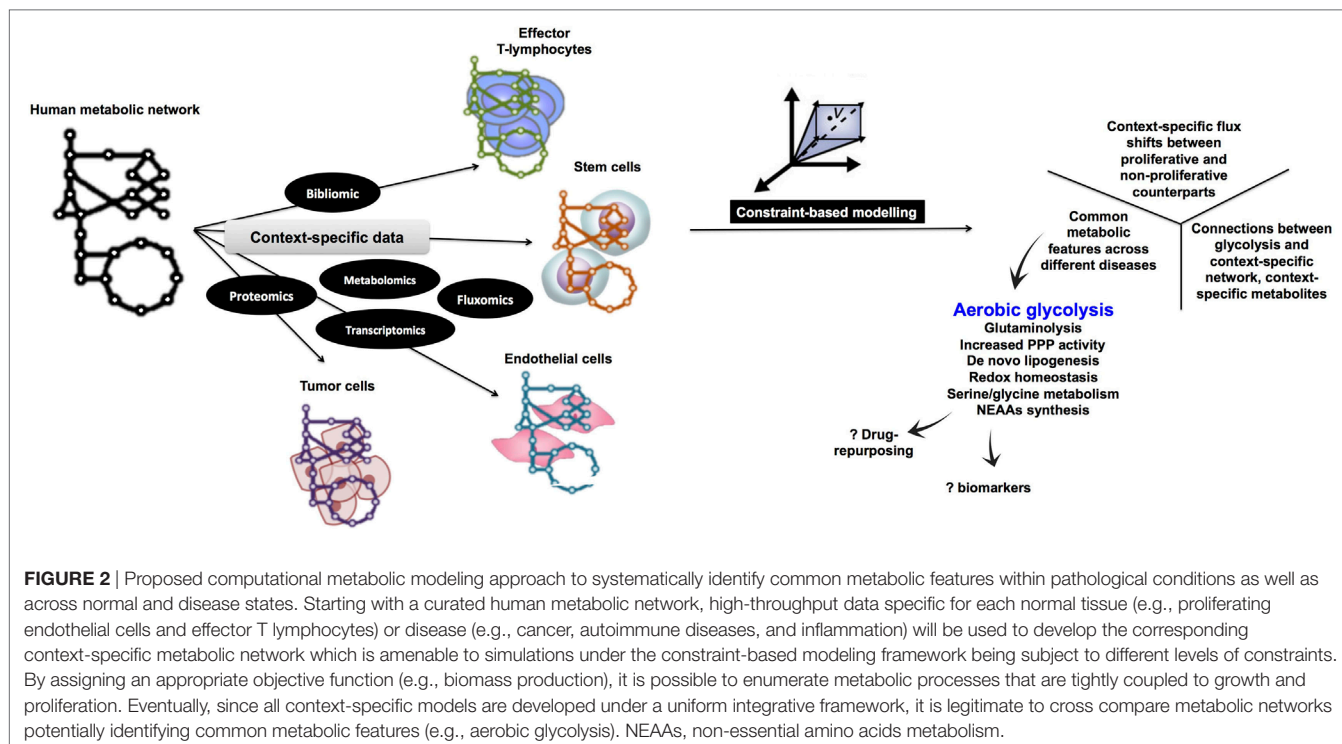 Effector
T-lymphocytes
Human metabolic network
Bibliomic
Stem cells
Context-specific data
Metabolomics
Proteomics
Fluxomics
Transcriptomics
Tumor cells
Endothelial cells
V
Constraint-based modelling
Context-specific flux
shifts between
proliferative and
non-proliferative
counterparts
Common
metabolic
features across
different diseases
Connections between
glycolysis and
context-specific
network, context-
specific metabolites
Aerobic glycolysis
Glutaminolysis
Increased PPP activity
De novo lipogenesis
Redox homeostasis
Serine/glycine metabolism
NEAAs synthesis
? Drug-
repurposing
? biomarkers
FIGURE 2 | Proposed computational metabolic modeling approach to systematically identify common metabolic features within pathological conditions as well as
across normal and disease states. Starting with a curated human metabolic network, high-throughput data specific for each normal tissue (e.g., proliferating
endothelial cells and effector T lymphocytes) or disease (e.g., cancer, autoimmune diseases, and inflammation) will be used to develop the corresponding
context-specific metabolic network which is amenable to simulations under the constraint-based modeling framework being subject to different levels of constraints.
By assigning an appropriate objective function (e.g., biomass production), it is possible to enumerate metabolic processes that are tightly coupled to growth and
proliferation. Eventually, since all context-specific models are developed under a uniform integrative framework, it is legitimate to cross compare metabolic networks
potentially identifying common metabolic features (e.g., aerobic glycolysis). NEAAs, non-essential amino acids metabolism.